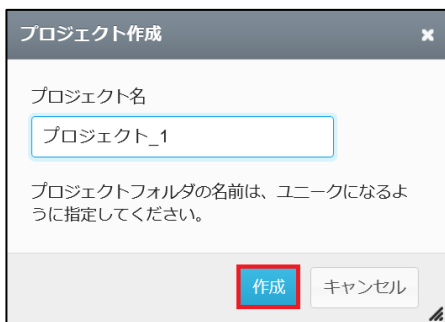 プロジェクト作成
プロジェクト名
プロジェクト_1
プロジェクトフォルダの名前は、ユニークになるよ
うに指定してください。
作成 キャンセル